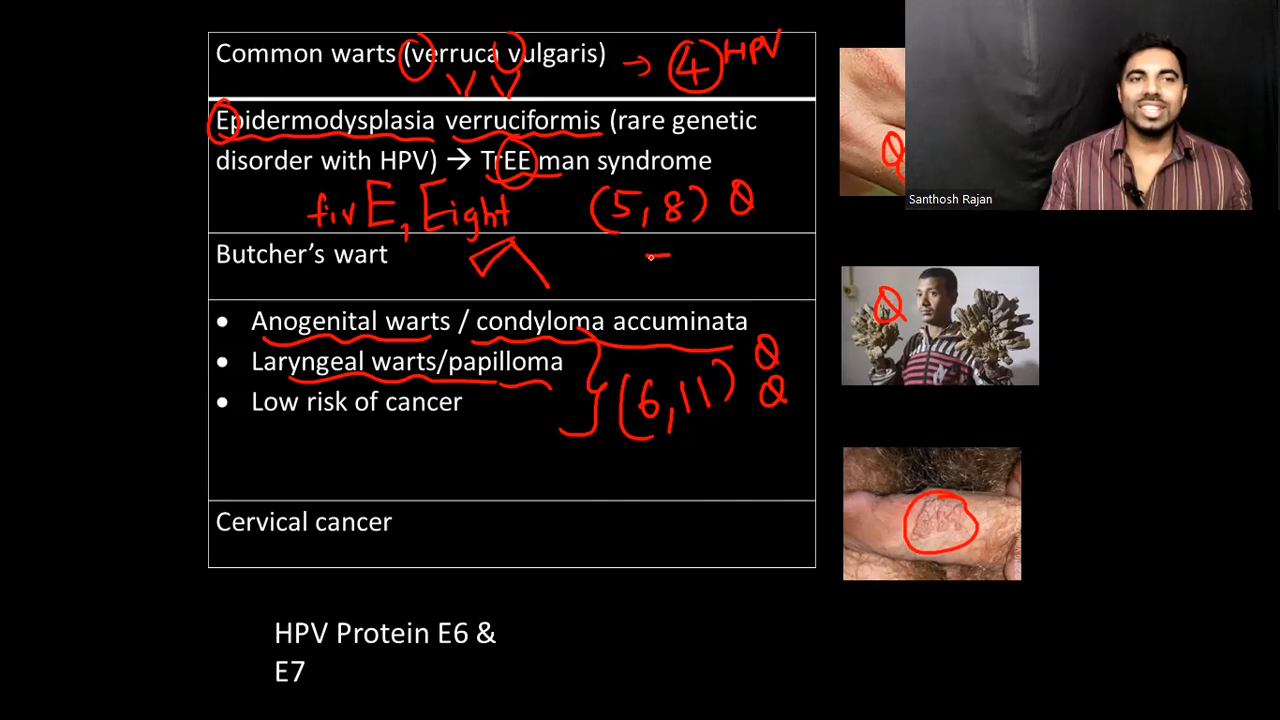 Common warts (verruca vulgaris) → 4 HPV
Epidermodysplasia verruciformis (rare genetic
disorder with HPV) → TrEE man syndrome
fivE, Eight (5,8) Q
Butcher's wart
• Anogenital warts / condyloma accuminata
• Laryngeal warts/papilloma
• Low risk of cancer
(6,11) Q
Q
Cervical cancer
HPV Protein E6 &
E7
Q
Santhosh Rajan
Q